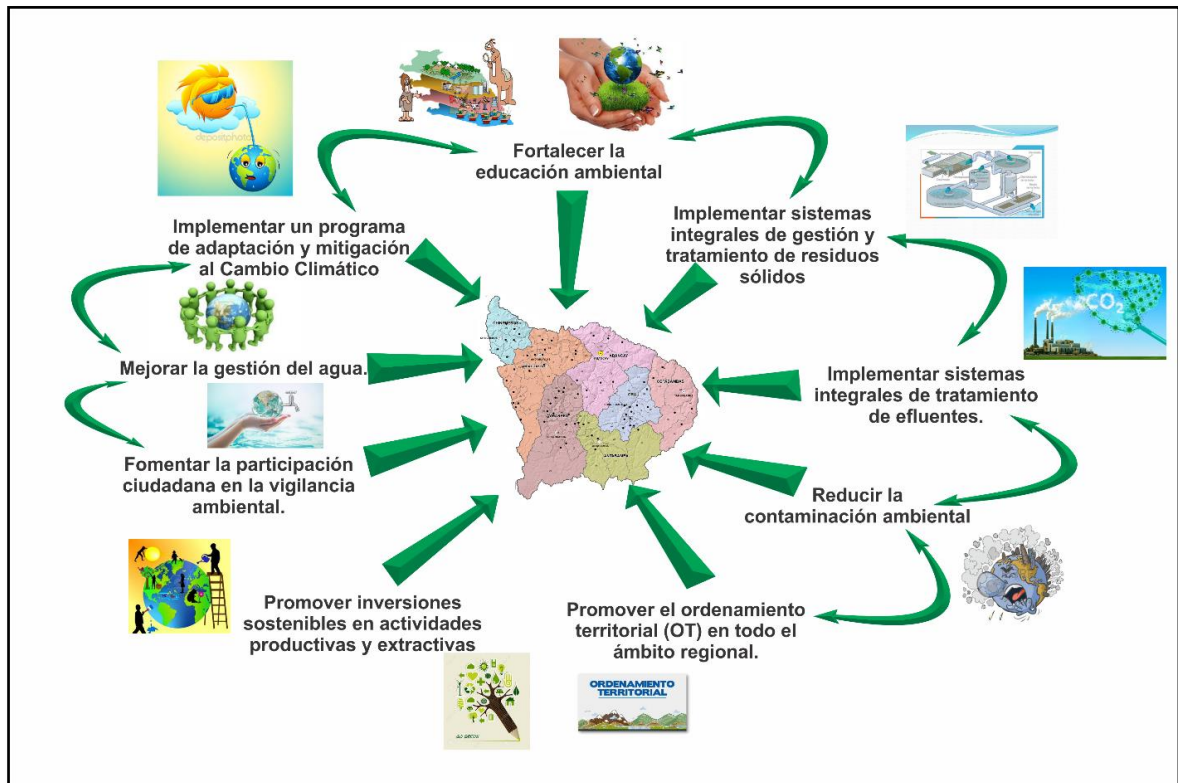 Fortalecer la
educación ambiental
Implementar un programa
de adaptación y mitigación
al Cambio Climático
Implementar sistemas
integrales de gestión y
tratamiento de residuos
sólidos
CO2
Mejorar la gestión del agua.
Implementar sistemas
integrales de tratamiento
de efluentes.
Fomentar la participación
ciudadana en la vigilancia
ambiental.
Reducir la
contaminación ambiental
Promover inversiones
sostenibles en actividades
productivas y extractivas
Promover el ordenamiento
territorial (OT) en todo el
ámbito regional.
ORDENAMIENTO
TERRITORIAL
depositphotos